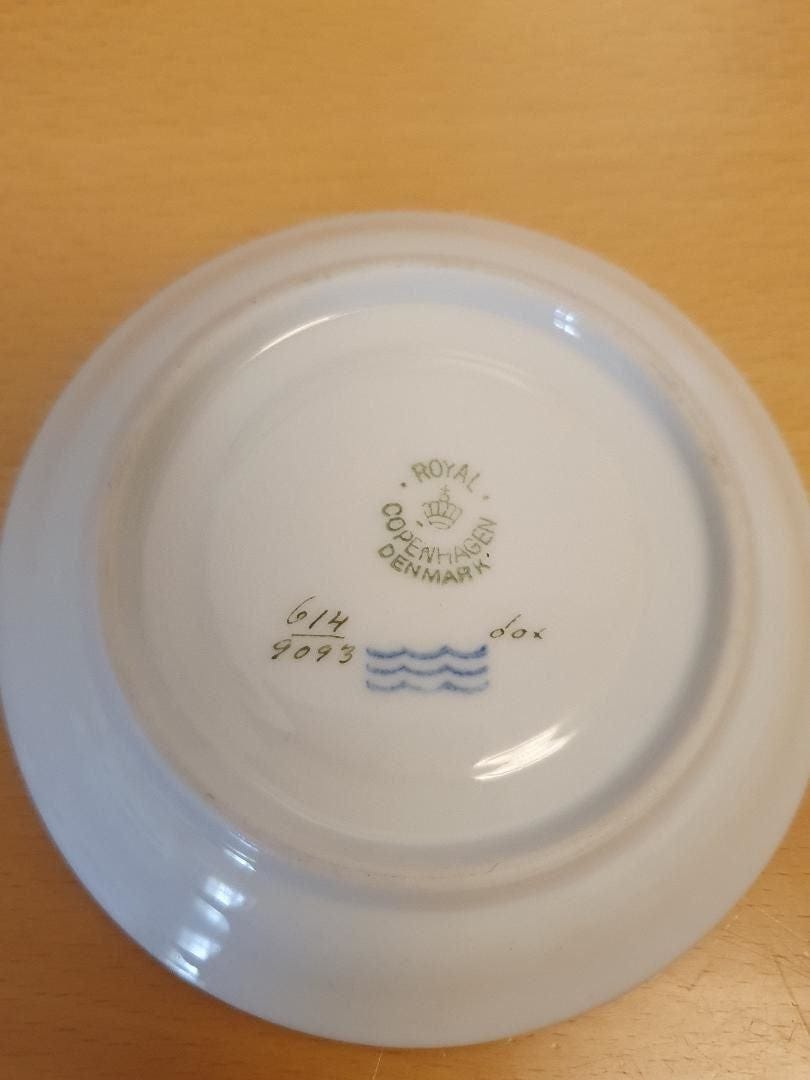 ROYAL
COPENHAGEN
DENMARK
614
9093